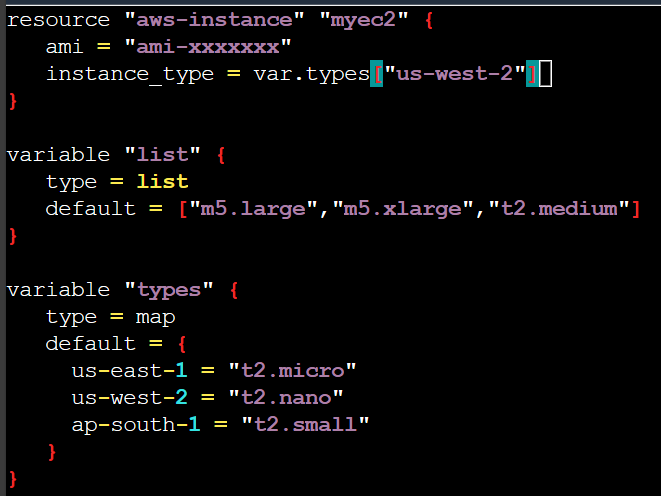 resource "aws-instance" "myec2" {
   ami = "ami-xxxxxxx"
   instance_type = var.types["us-west-2"]
}

variable "list" {
   type = list
   default = ["m5.large","m5.xlarge","t2.medium"]
}

variable "types" {
   type = map
   default = {
     us-east-1 = "t2.micro"
     us-west-2 = "t2.nano"
     ap-south-1 = "t2.small"
   }
}